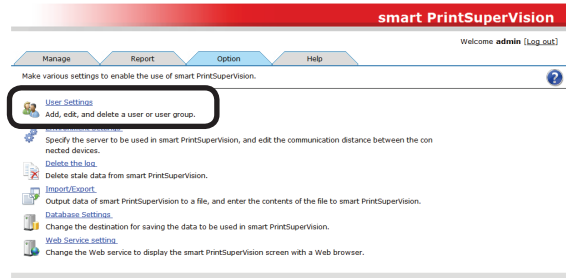 smart PrintSuperVision
Welcome admin [Log out]
Manage Report Option Help
Make various settings to enable the use of smart PrintSuperVision.
User Settings
Add, edit, and delete a user or user group.
Specify the server to be used in smart PrintSuperVision, and edit the communication distance between the con
nected devices.
Delete the log
Delete stale data from smart PrintSuperVision.
Import/Export
Output data of smart PrintSuperVision to a file, and enter the contents of the file to smart PrintSuperVision.
Database Settings
Change the destination for saving the data to be used in smart PrintSuperVision.
Web Service setting
Change the Web service to display the smart PrintSuperVision screen with a Web browser.